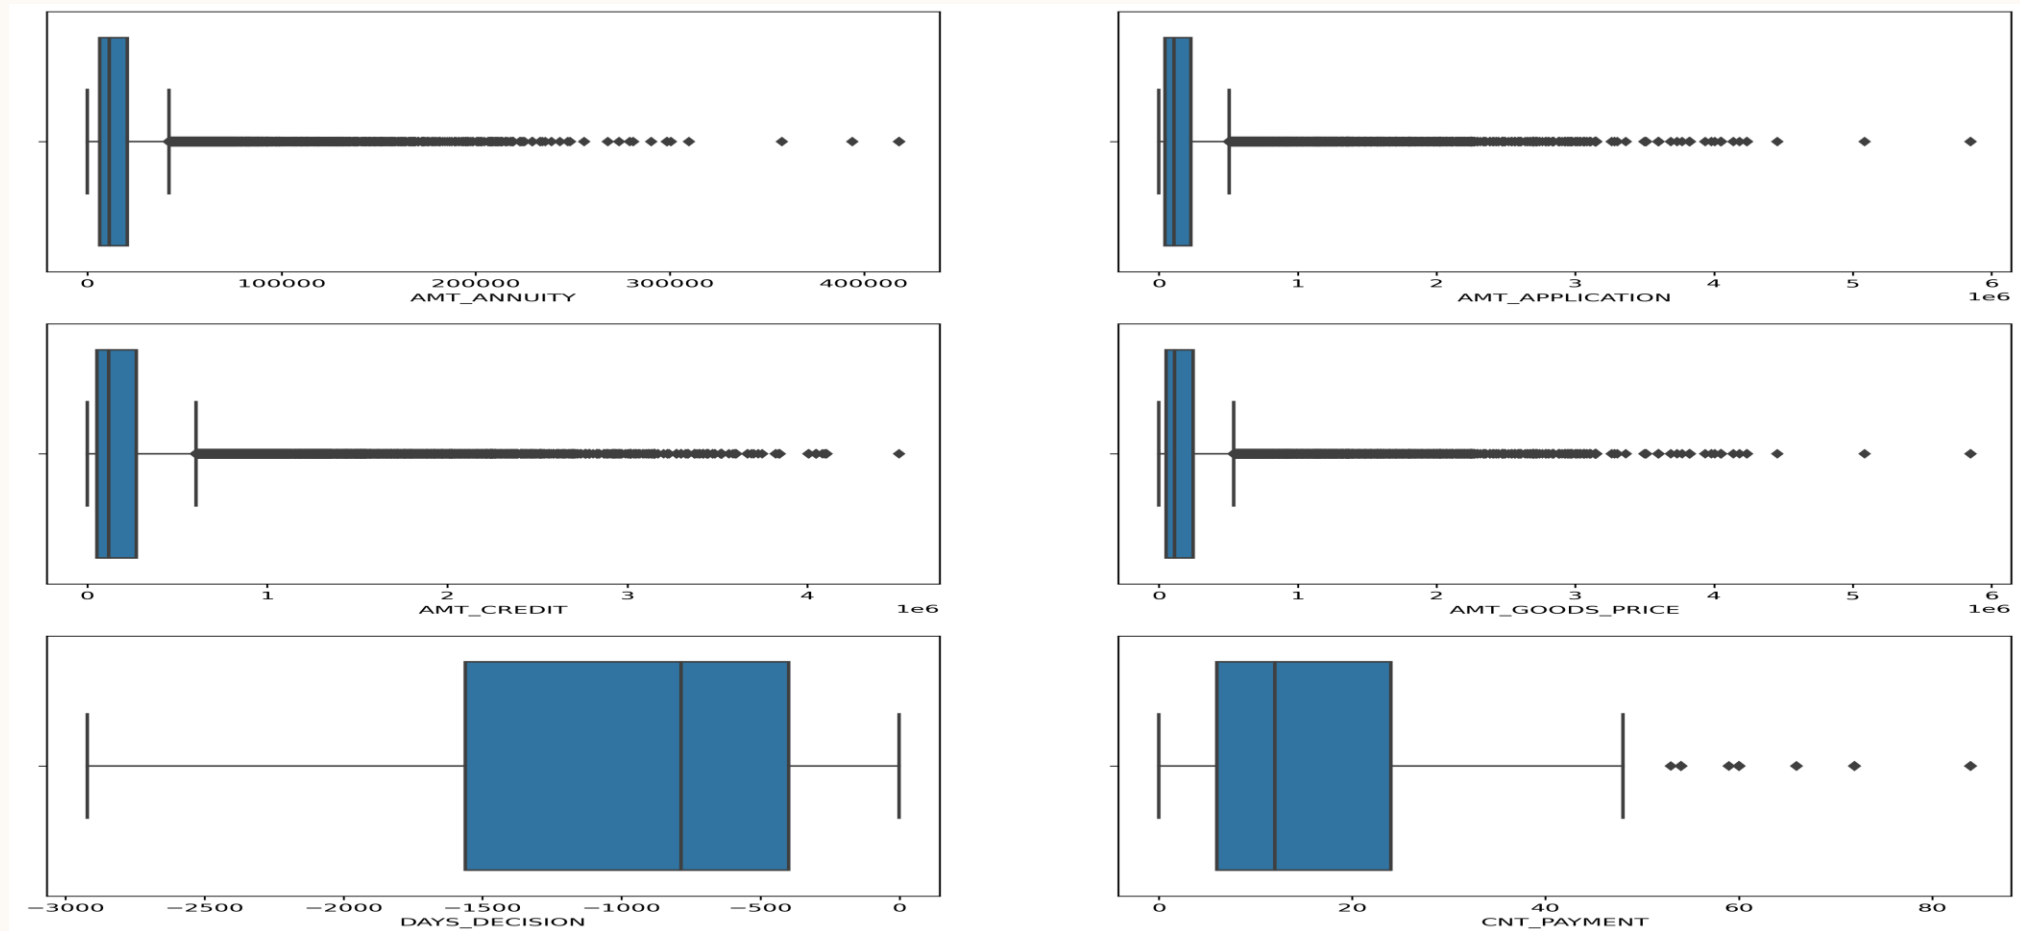 0 100000 200000 300000 400000
AMT_ANNUITY
0 1 2 3 4 5 6
1e6
AMT_APPLICATION
0 1 2 3 4
1e6
AMT_CREDIT
0 1 2 3 4 5 6
1e6
AMT_GOODS_PRICE
−3000 −2500 −2000 −1500 −1000 −500 0
DAYS_DECISION
0 20 40 60 80
CNT_PAYMENT